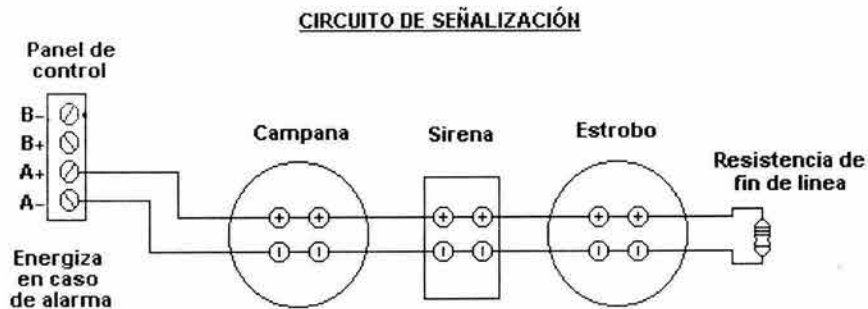 CIRCUITO DE SEÑALIZACIÓN
Panel de
control
B-
B+
A+
A-
Campana
Sirena
Estrobo
Resistencia de
fin de linea
+ + + + + +
- - - - - -
Energiza
en caso
de alarma